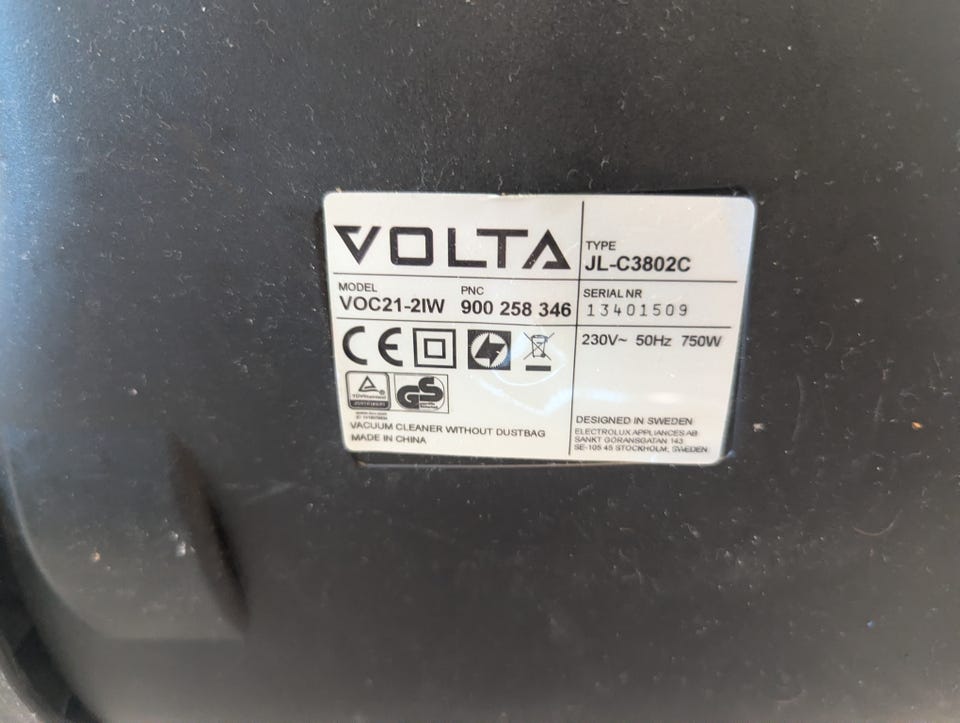 VOLTA
TYPE
JL-C3802C
MODEL
VOC21-2IW
PNC
900 258 346
SERIAL NR
13401509
230V~ 50Hz 750W
CE
GS
VACUUM CLEANER WITHOUT DUSTBAG
MADE IN CHINA
DESIGNED IN SWEDEN
ELECTROLUX APPLIANCES AB
SANKT GÖRANSGATAN 143
SE-105 45 STOCKHOLM, SWEDEN